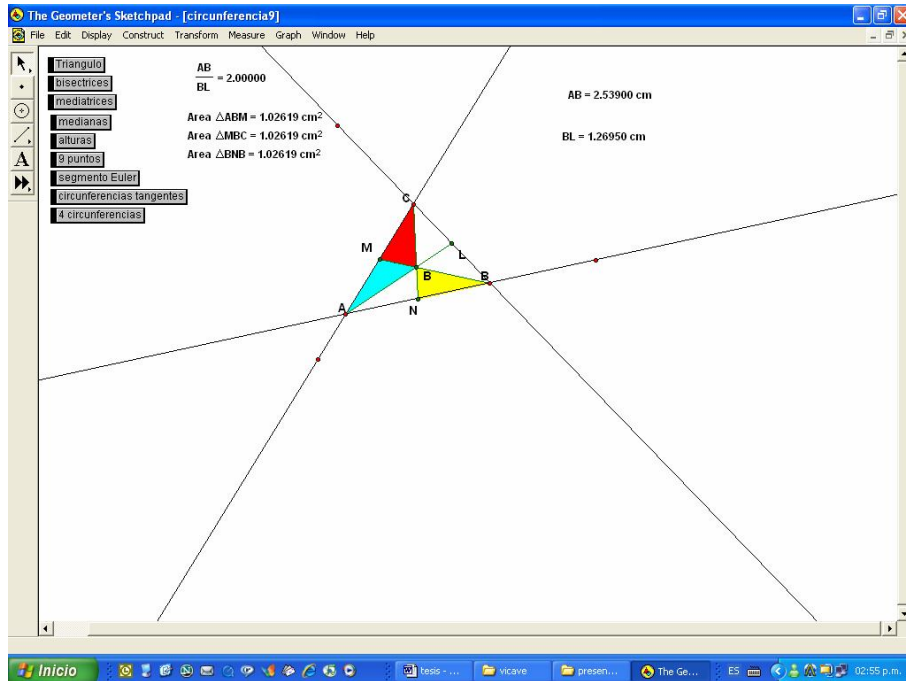 The Geometer's Sketchpad - [circunferencia9]
File Edit Display Construct Transform Measure Graph Window Help
Triangulo
bisectrices
mediatrices
medianas
alturas
9 puntos
segmento Euler
circunferencias tangentes
4 circunferencias
A
AB
BL
= 2.00000
Area △ABM = 1.02619 cm2
Area △MBC = 1.02619 cm2
Area △BNB = 1.02619 cm2
AB = 2.53900 cm
BL = 1.26950 cm
C
M
L
B
B
A
N
Inicio
tesis - ...
vicave
presen...
The Ge...
ES
02:55 p.m.